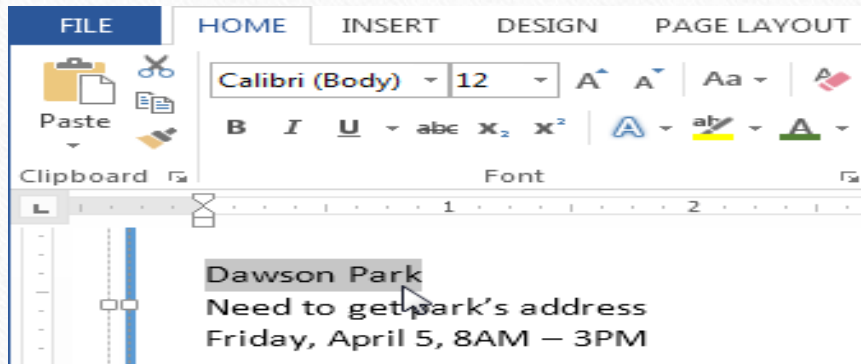 FILE HOME INSERT DESIGN PAGE LAYOUT
Calibri (Body) 12 A A Aa A
Paste
B I U abc x₂ x² A ab A
Clipboard Font
L 1 2
Dawson Park
Need to get park's address
Friday, April 5, 8AM – 3PM